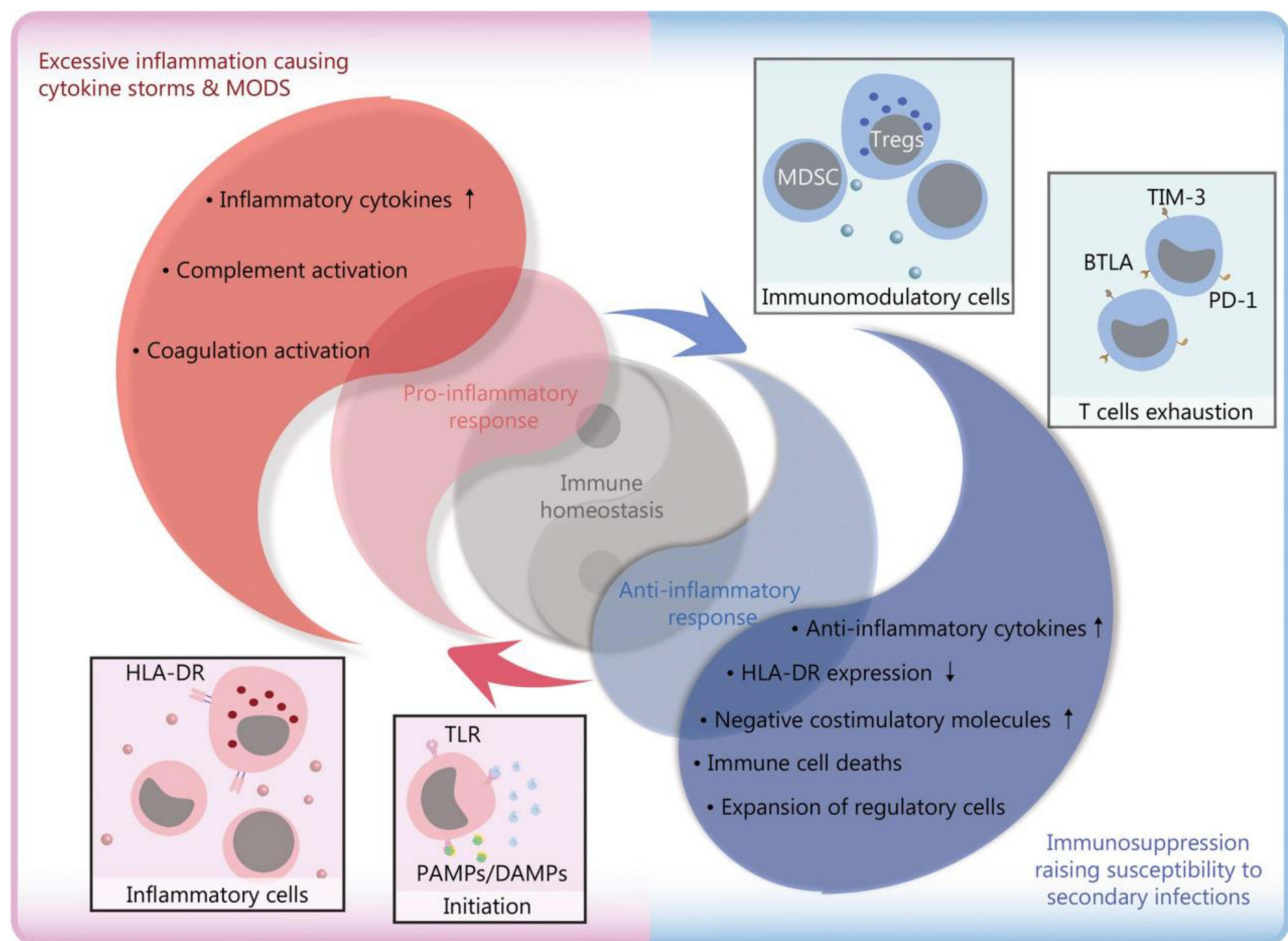 Excessive inflammation causing
cytokine storms & MODS
• Inflammatory cytokines ↑
• Complement activation
• Coagulation activation
Pro-inflammatory
response
Immune
homeostasis
Anti-inflammatory
response
• Anti-inflammatory cytokines ↑
• HLA-DR expression ↓
• Negative costimulatory molecules ↑
• Immune cell deaths
• Expansion of regulatory cells
Tregs
MDSC
Immunomodulatory cells
TIM-3
BTLA
PD-1
T cells exhaustion
HLA-DR
Inflammatory cells
TLR
PAMPs/DAMPs
Initiation
Immunosuppression
raising susceptibility to
secondary infections